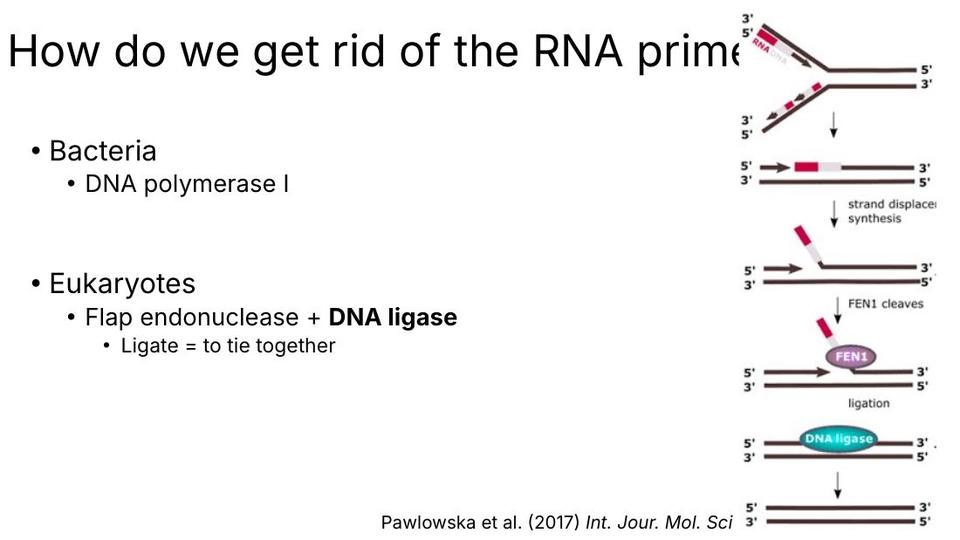 How do we get rid of the RNA prime
• Bacteria
• DNA polymerase I
• Eukaryotes
• Flap endonuclease + DNA ligase
• Ligate = to tie together
Pawlowska et al. (2017) Int. Jour. Mol. Sci
3'
5'
RNA DNA
5'
3'
3'
5'
5' 3'
3' 5'
strand displace
synthesis
5' 3'
3' 5'
FEN1 cleaves
FEN1
5' 3'
3' 5'
ligation
DNA ligase
5' 3'
3' 5'
5' 3'
3' 5'